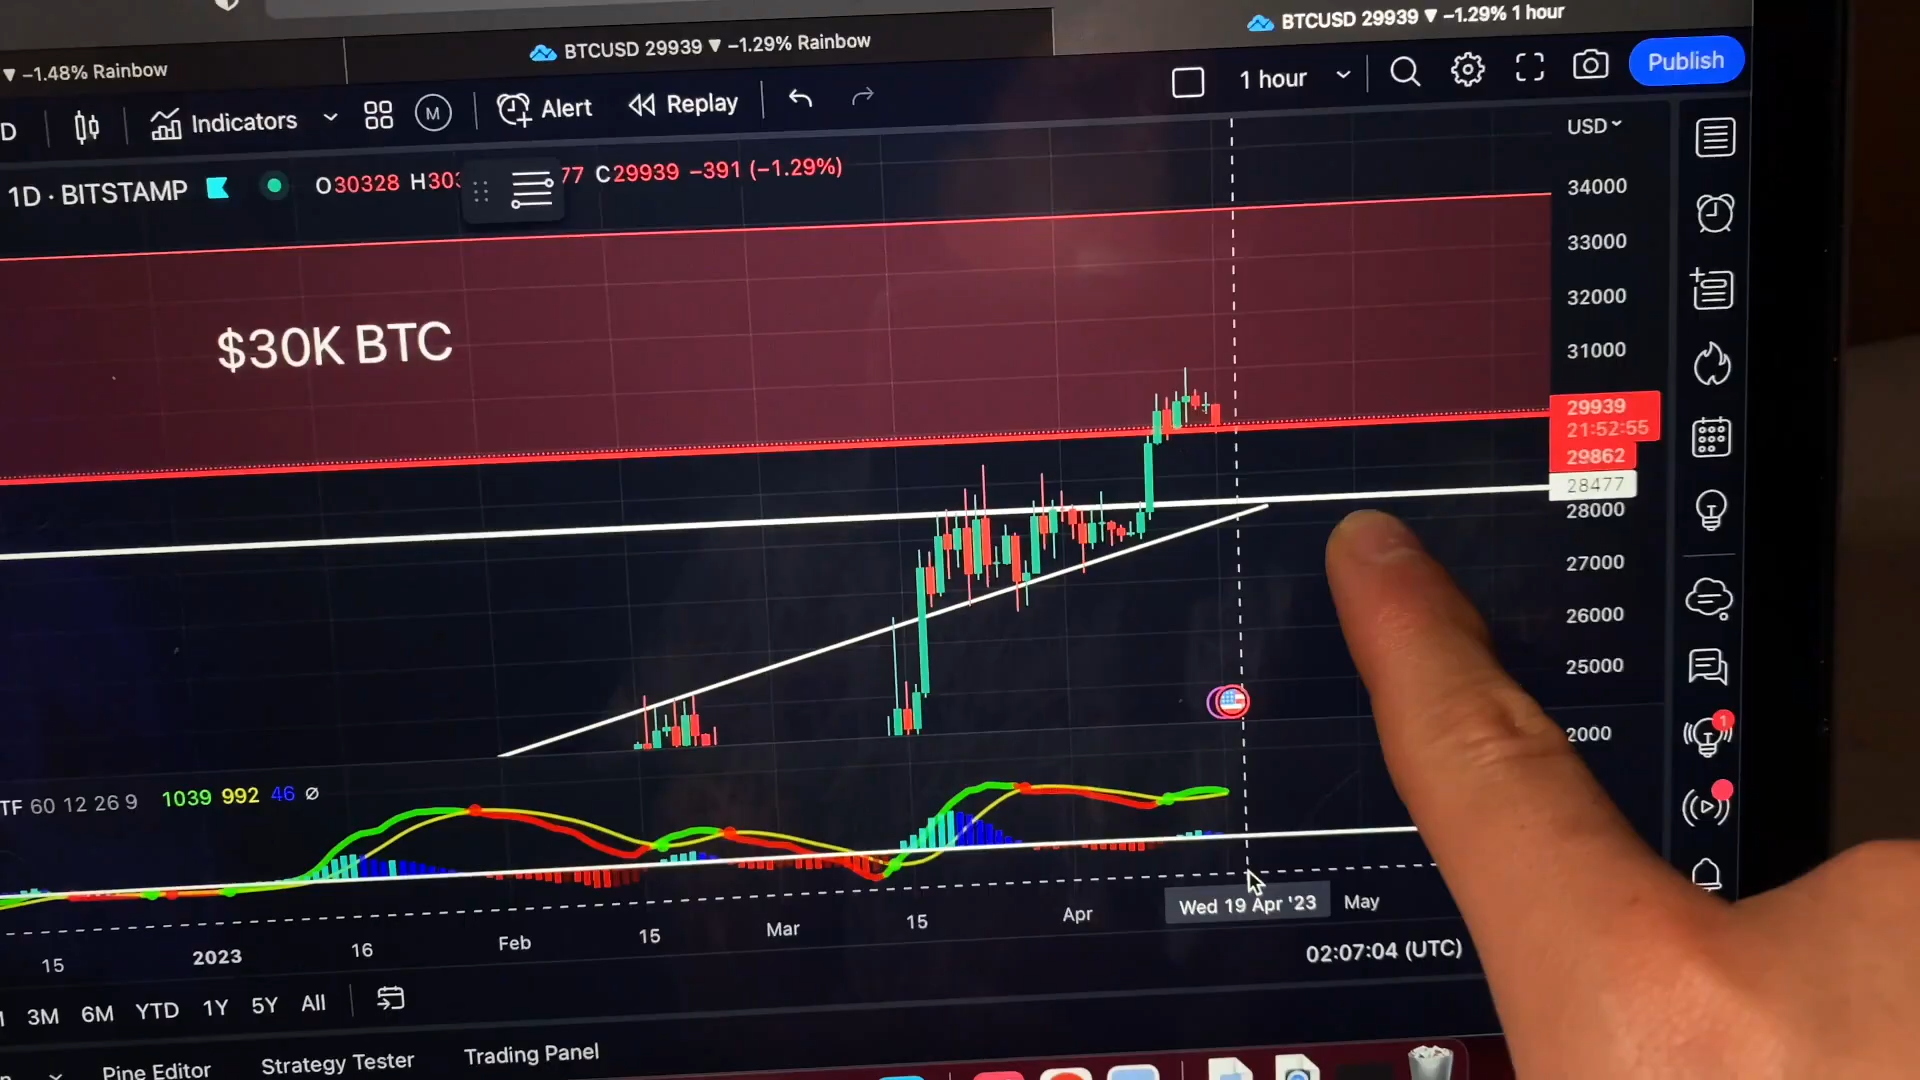 BTCUSD 29939 ▼ −1.29% 1 hour
BTCUSD 29939 ▼ −1.29% Rainbow
▼ −1.48% Rainbow
D
Indicators
M
Alert
Replay
1 hour
Publish
1D · BITSTAMP
O30328 H303
77 C29939 −391 (−1.29%)
USD
34000
33000
32000
31000
29939
21:52:55
29862
28477
28000
27000
26000
25000
2000
$30K BTC
TF 60 12 26 9 1039 992 46 ∅
1
15
2023
16
Feb
15
Mar
15
Apr
Wed 19 Apr '23
May
02:07:04 (UTC)
3M 6M YTD 1Y 5Y All
Pine Editor
Strategy Tester
Trading Panel